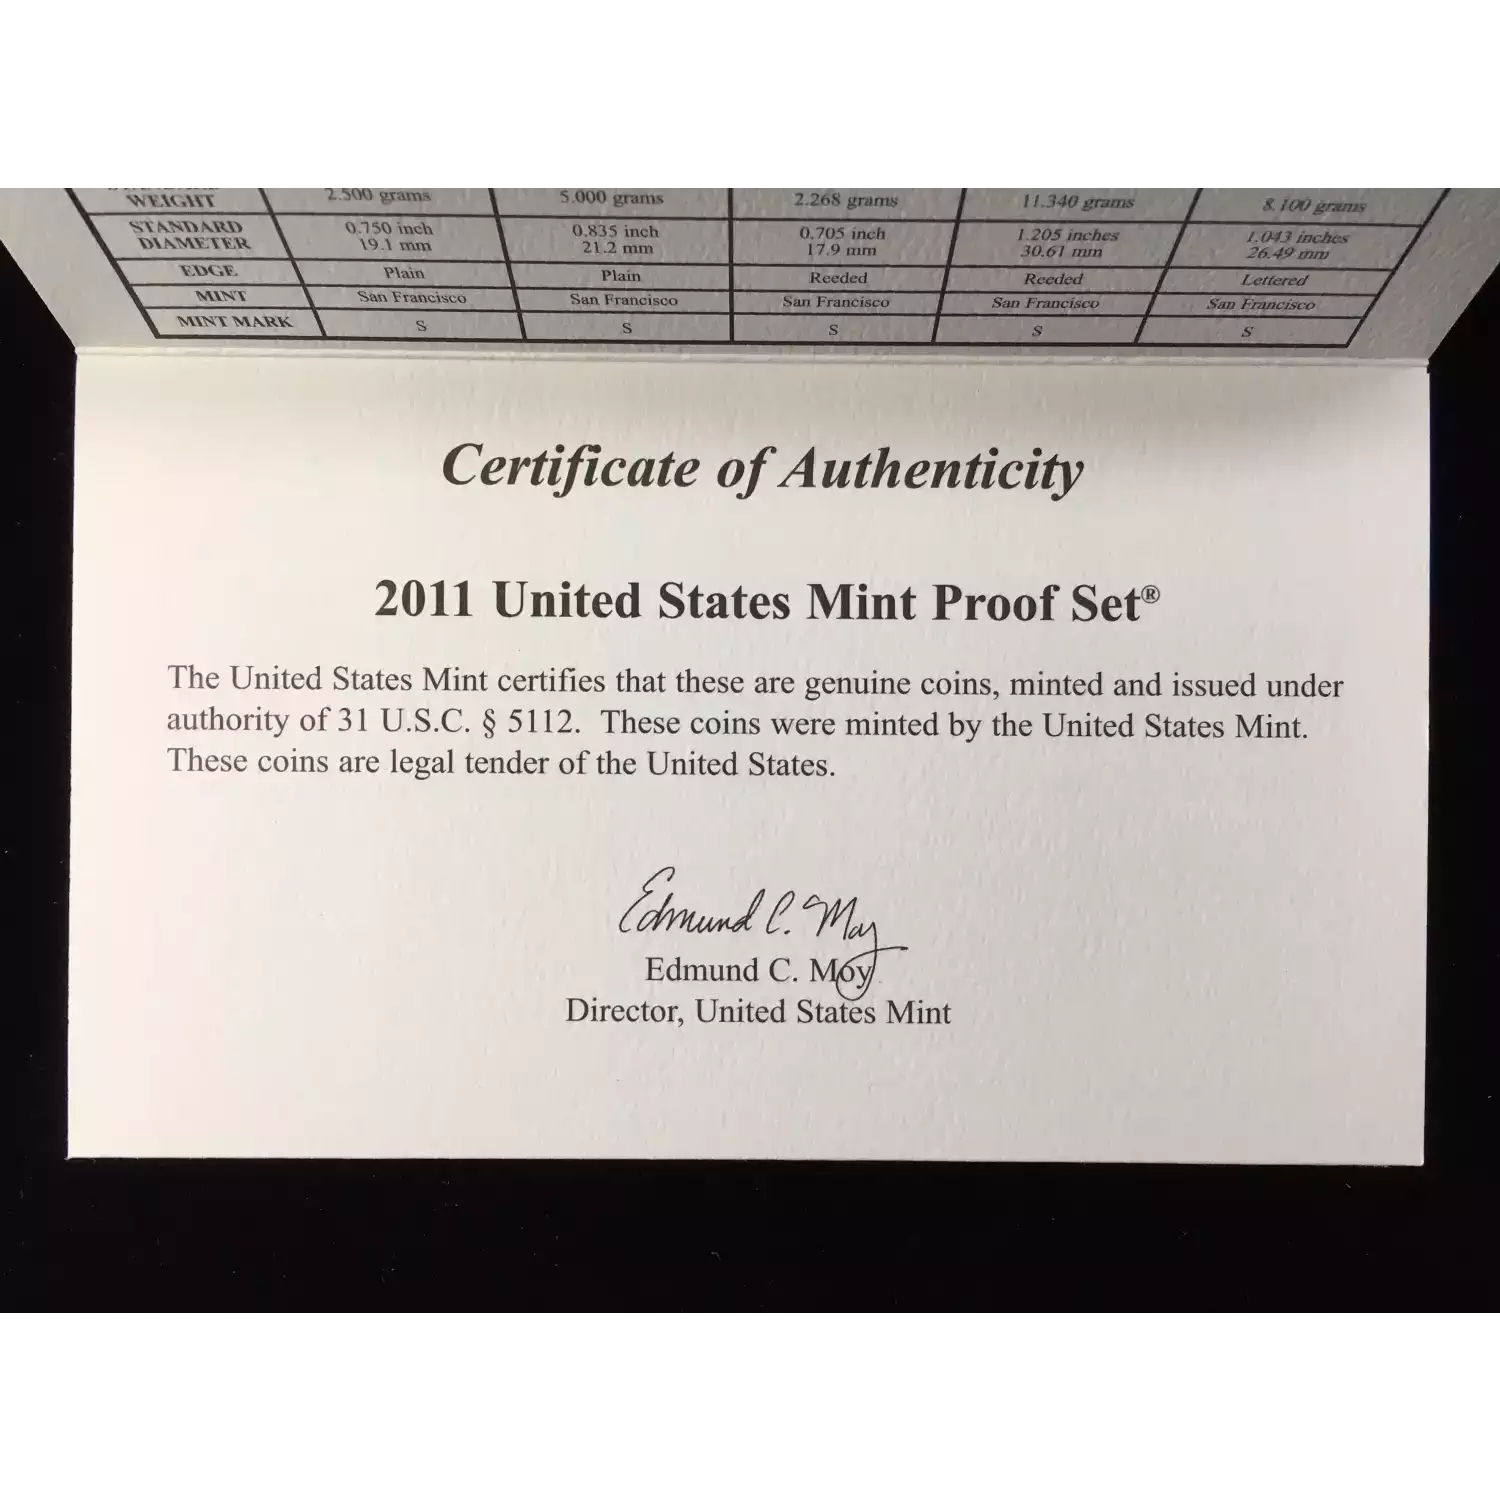 WEIGHT 2.500 grams 5.000 grams 2.268 grams 11.340 grams 8.100 grams
STANDARD DIAMETER 0.750 inch 19.1 mm 0.835 inch 21.2 mm 0.705 inch 17.9 mm 1.205 inches 30.61 mm 1.043 inches 26.49 mm
EDGE Plain Plain Reeded Reeded Lettered
MINT San Francisco San Francisco San Francisco San Francisco San Francisco
MINT MARK S S S S S
Certificate of Authenticity
2011 United States Mint Proof Set®
The United States Mint certifies that these are genuine coins, minted and issued under
authority of 31 U.S.C. § 5112. These coins were minted by the United States Mint.
These coins are legal tender of the United States.
Edmund C. Moy
Edmund C. Moy
Director, United States Mint